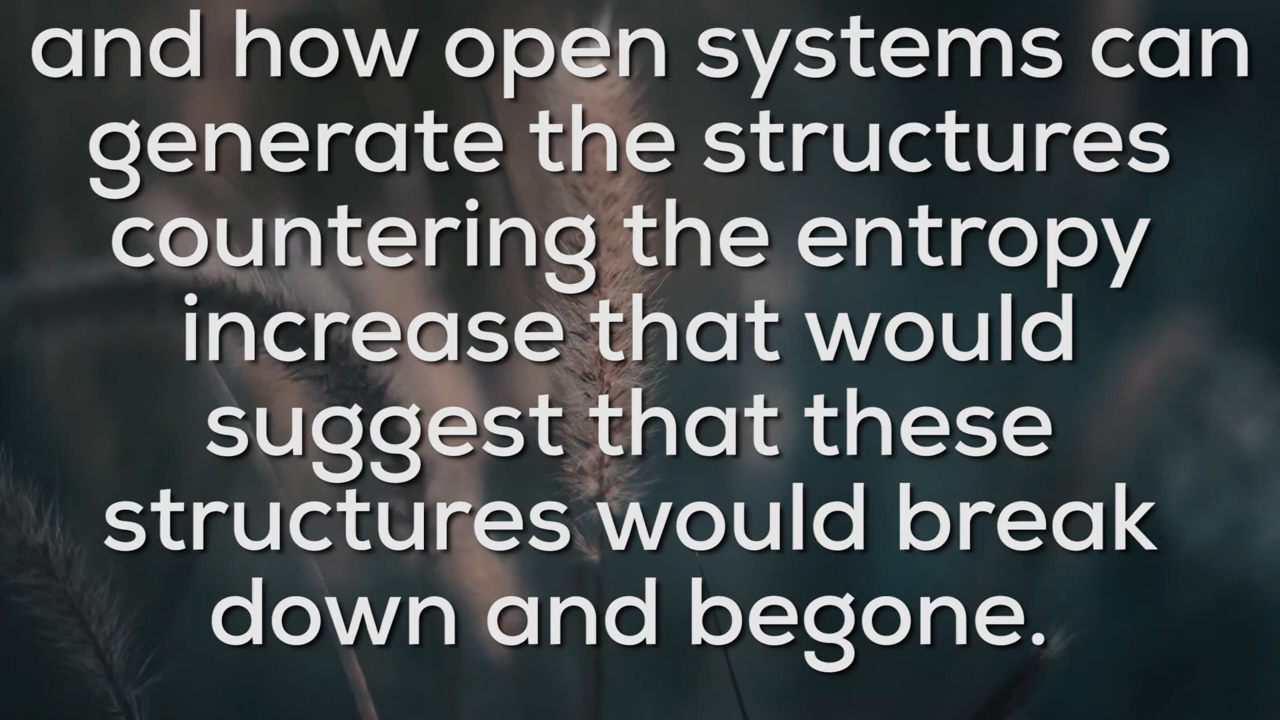 and how open systems can
generate the structures
countering the entropy
increase that would
suggest that these
structures would break
down and begone.